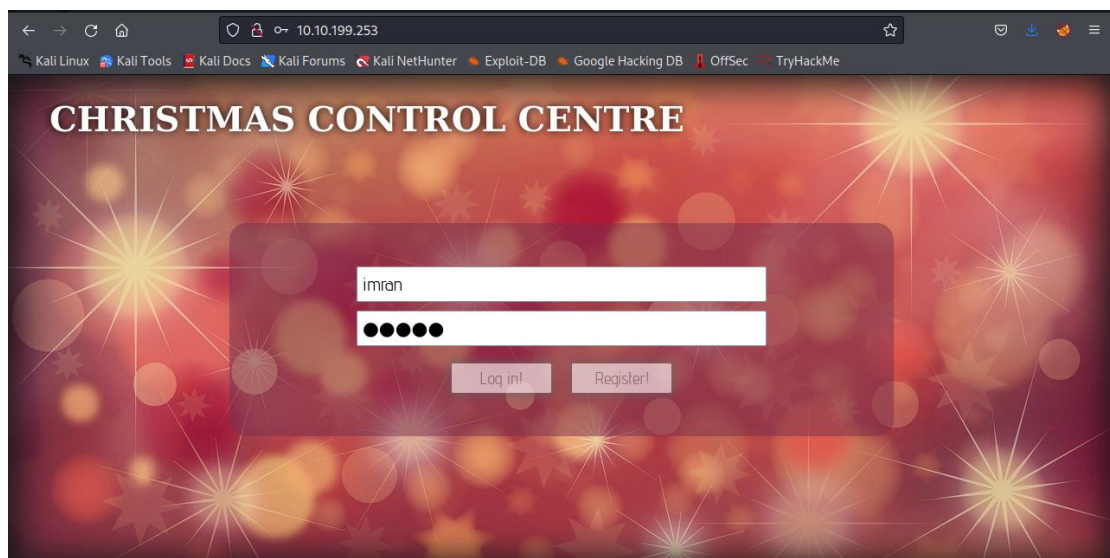 10.10.199.253
Kali Linux Kali Tools Kali Docs Kali Forums Kali NetHunter Exploit-DB Google Hacking DB OffSec TryHackMe
CHRISTMAS CONTROL CENTRE
imran
●●●●●
Log in! Register!